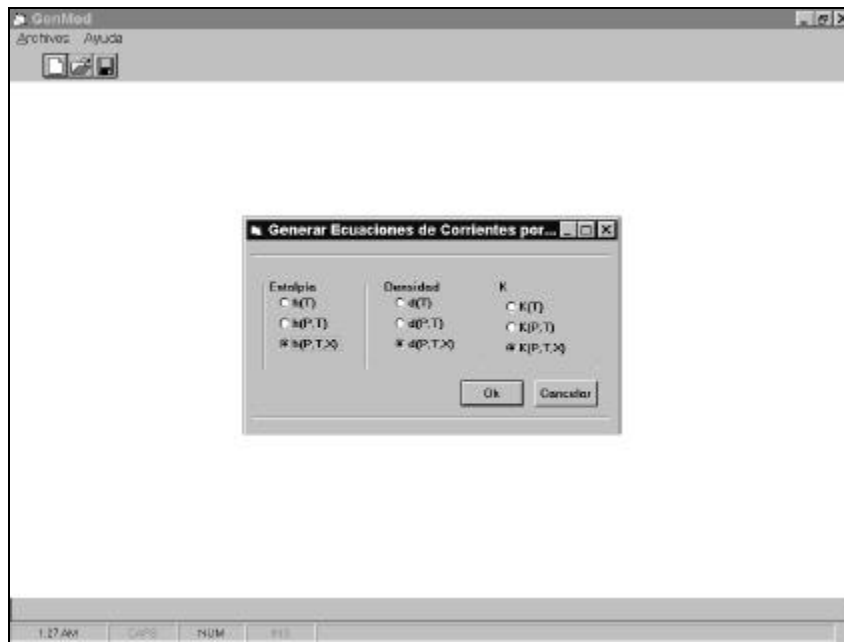 GenMod
Archivos Ayuda
Generar Ecuaciones de Corrientes por...
Entalpia Densidad K
h(T) d(T) K(T)
h(P,T) d(P,T) K(P,T)
h(P,T,X) d(P,T,X) K(P,T,X)
Ok Cancelar
1:27 AM CAPS NUM INS